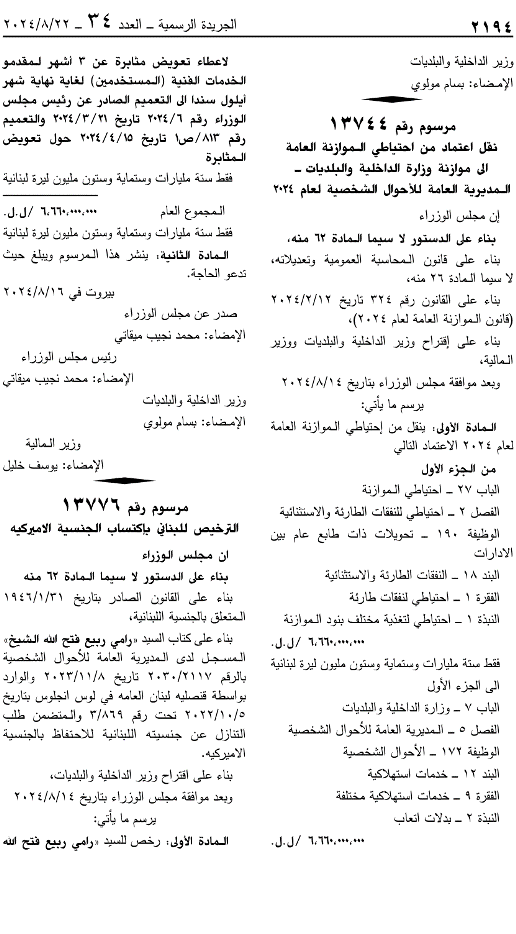 ٢١٩٤
الجريدة الرسمية ــ العدد ٣٤ ــ ٢٠٢٤/٨/٢٢
وزير الداخلية والبلديات
الإمضاء: بسام مولوي
مرسوم رقم ١٣٧٤٤
نقل اعتماد من احتياطي الموازنة العامة
الى موازنة وزارة الداخلية والبلديات ــ
المديرية العامة للأحوال الشخصية لعام ٢٠٢٤
إن مجلس الوزراء
بناء على الدستور لا سيما المادة ٦٢ منه،
بناء على قانون المحاسبة العمومية وتعديلاته،
لا سيما المادة ٢٦ منه،
بناء على القانون رقم ٣٢٤ تاريخ ٢٠٢٤/٢/١٢
(قانون الموازنة العامة لعام ٢٠٢٤)،
بناء على إقتراح وزير الداخلية والبلديات ووزير
المالية،
وبعد موافقة مجلس الوزراء بتاريخ ٢٠٢٤/٨/١٤
يرسم ما يأتي:
المادة الأولى: ينقل من إحتياطي الموازنة العامة
لعام ٢٠٢٤ الاعتماد التالي
من الجزء الأول
الباب ٢٧ ــ احتياطي الموازنة
الفصل ٢ ــ احتياطي للنفقات الطارئة والاستثنائية
الوظيفة ١٩٠ ــ تحويلات ذات طابع عام بين
الادارات
البند ١٨ ــ النفقات الطارئة والاستثنائية
الفقرة ١ ــ احتياطي لنفقات طارئة
النبذة ١ ــ احتياطي لتغذية مختلف بنود الموازنة
٦،٦٦٠،٠٠٠،٠٠٠ /ل.ل.
فقط ستة مليارات وستماية وستون مليون ليرة لبنانية
الى الجزء الأول
الباب ٧ ــ وزارة الداخلية والبلديات
الفصل ٥ ــ المديرية العامة للأحوال الشخصية
الوظيفة ١٧٢ ــ الأحوال الشخصية
البند ١٢ ــ خدمات استهلاكية
الفقرة ٩ ــ خدمات استهلاكية مختلفة
النبذة ٢ ــ بدلات اتعاب
٦،٦٦٠،٠٠٠،٠٠٠ /ل.ل.
لاعطاء تعويض مثابرة عن ٣ أشهر لمقدمو
الخدمات الفنية (المستخدمين) لغاية نهاية شهر
أيلول سندا الى التعميم الصادر عن رئيس مجلس
الوزراء رقم ٢٠٢٤/٦ تاريخ ٢٠٢٤/٣/٢١ والتعميم
رقم ٨١٣/ص١ تاريخ ٢٠٢٤/٤/١٥ حول تعويض
المثابرة
فقط ستة مليارات وستماية وستون مليون ليرة لبنانية
المجموع العام ٦،٦٦٠،٠٠٠،٠٠٠ /ل.ل.
فقط ستة مليارات وستماية وستون مليون ليرة لبنانية
المادة الثانية: ينشر هذا المرسوم ويبلغ حيث
تدعو الحاجة.
بيروت في ٢٠٢٤/٨/١٦
صدر عن مجلس الوزراء
الإمضاء: محمد نجيب ميقاتي
رئيس مجلس الوزراء
الإمضاء: محمد نجيب ميقاتي
وزير الداخلية والبلديات
الإمضاء: بسام مولوي
وزير المالية
الإمضاء: يوسف خليل
مرسوم رقم ١٣٧٧٦
الترخيص للبناني بإكتساب الجنسية الاميركيه
ان مجلس الوزراء
بناء على الدستور لا سيما المادة ٦٢ منه
بناء على القانون الصادر بتاريخ ١٩٤٦/١/٣١
المتعلق بالجنسية اللبنانية،
بناء على كتاب السيد «رامي ربيع فتح الله الشيخ»
المسجل لدى المديرية العامة للأحوال الشخصية
بالرقم ٢٠٣٠/٢١١٧ تاريخ ٢٠٢٣/١١/٨ والوارد
بواسطة قنصليه لبنان العامه في لوس انجلوس بتاريخ
٢٠٢٢/١٠/٥ تحت رقم ٣/٨٦٩ والمتضمن طلب
التنازل عن جنسيته اللبنانية للاحتفاظ بالجنسية
الاميركيه.
بناء على اقتراح وزير الداخلية والبلديات،
وبعد موافقة مجلس الوزراء بتاريخ ٢٠٢٤/٨/١٤
يرسم ما يأتي:
المادة الأولى: رخص للسيد «رامي ربيع فتح الله